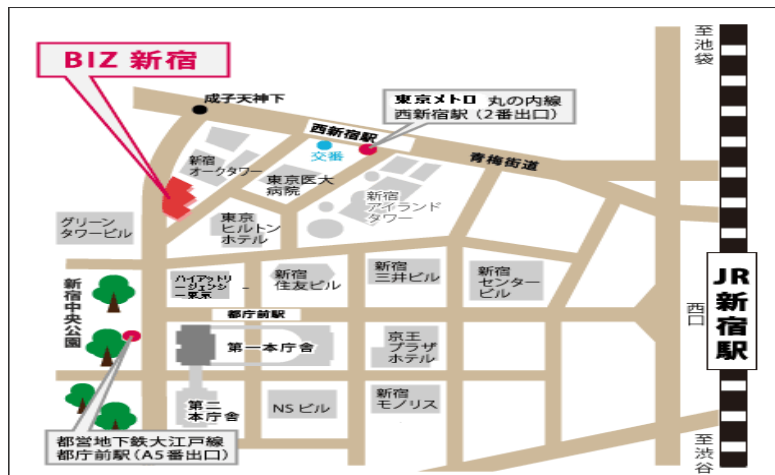 BIZ 新宿
成子天神下
東京メトロ 丸の内線
西新宿駅（2番出口）
至池袋
西新宿駅
交番
青梅街道
新宿
オークタワー
東京医大
病院
新宿
アイランド
タワー
グリーン
タワービル
東京
ヒルトン
ホテル
新宿中央公園
ハイアットリ
ージェンシ
ー東京
新宿
住友ビル
新宿
三井ビル
新宿
センター
ビル
JR新宿駅
西口
都庁前駅
第一本庁舎
京王
プラザ
ホテル
第二
本庁舎
NSビル
新宿
モノリス
都営地下鉄大江戸線
都庁前駅（A5番出口）
至渋谷